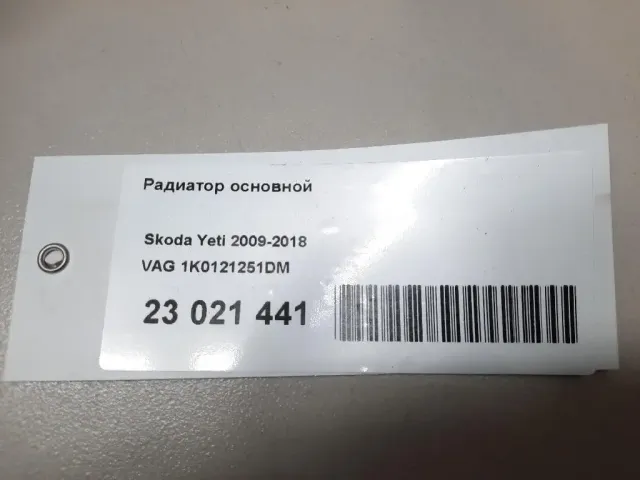 Радиатор основной
Skoda Yeti 2009-2018
VAG 1K0121251DM
23 021 441